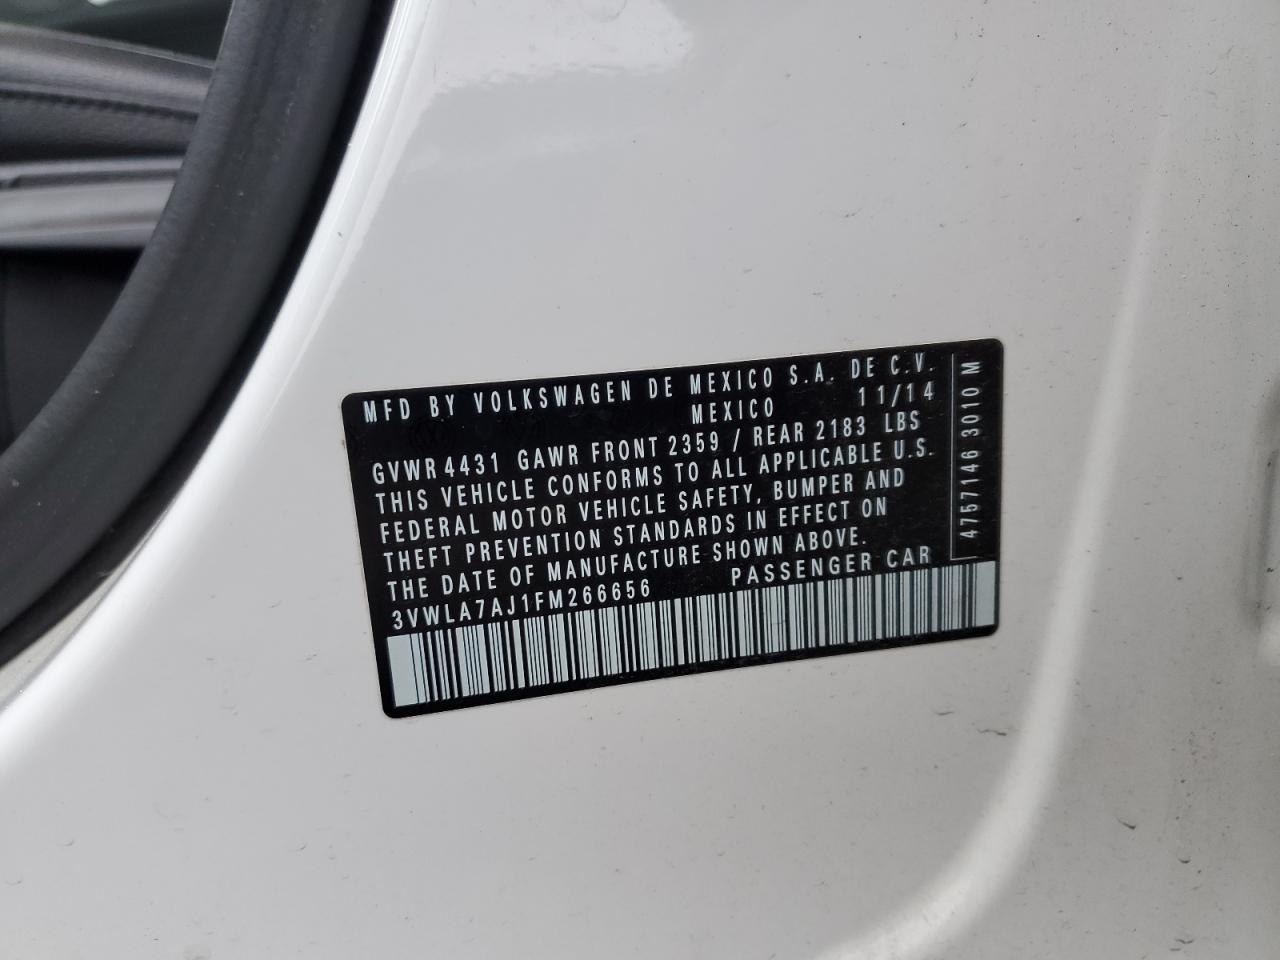 MFD BY VOLKSWAGEN DE MEXICO S.A. DE C.V.
MEXICO 11/14
GVWR 4431 GAWR FRONT 2359 / REAR 2183 LBS
THIS VEHICLE CONFORMS TO ALL APPLICABLE U.S.
FEDERAL MOTOR VEHICLE SAFETY, BUMPER AND
THEFT PREVENTION STANDARDS IN EFFECT ON
THE DATE OF MANUFACTURE SHOWN ABOVE.
3VWLA7AJ1FM266656 PASSENGER CAR
4757146 3010 M